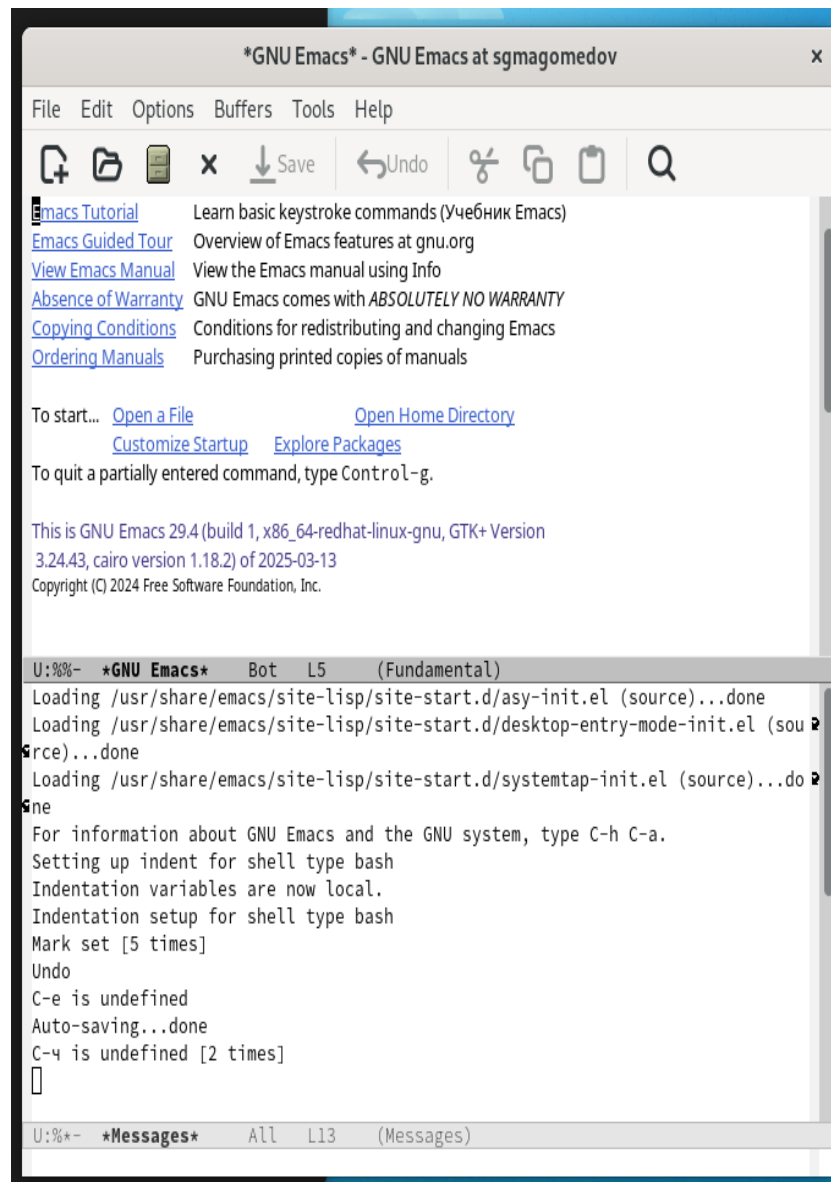 *GNU Emacs* - GNU Emacs at sgmagomedov
File Edit Options Buffers Tools Help
Save Undo
Emacs Tutorial Learn basic keystroke commands (Учебник Emacs)
Emacs Guided Tour Overview of Emacs features at gnu.org
View Emacs Manual View the Emacs manual using Info
Absence of Warranty GNU Emacs comes with ABSOLUTELY NO WARRANTY
Copying Conditions Conditions for redistributing and changing Emacs
Ordering Manuals Purchasing printed copies of manuals
To start... Open a File Open Home Directory
Customize Startup Explore Packages
To quit a partially entered command, type Control-g.
This is GNU Emacs 29.4 (build 1, x86_64-redhat-linux-gnu, GTK+ Version
3.24.43, cairo version 1.18.2) of 2025-03-13
Copyright (C) 2024 Free Software Foundation, Inc.
U:%%- *GNU Emacs* Bot L5 (Fundamental)
Loading /usr/share/emacs/site-lisp/site-start.d/asy-init.el (source)...done
Loading /usr/share/emacs/site-lisp/site-start.d/desktop-entry-mode-init.el (sou
rce)...done
Loading /usr/share/emacs/site-lisp/site-start.d/systemtap-init.el (source)...do
ne
For information about GNU Emacs and the GNU system, type C-h C-a.
Setting up indent for shell type bash
Indentation variables are now local.
Indentation setup for shell type bash
Mark set [5 times]
Undo
C-е is undefined
Auto-saving...done
C-ч is undefined [2 times]
U:%*- *Messages* All L13 (Messages)